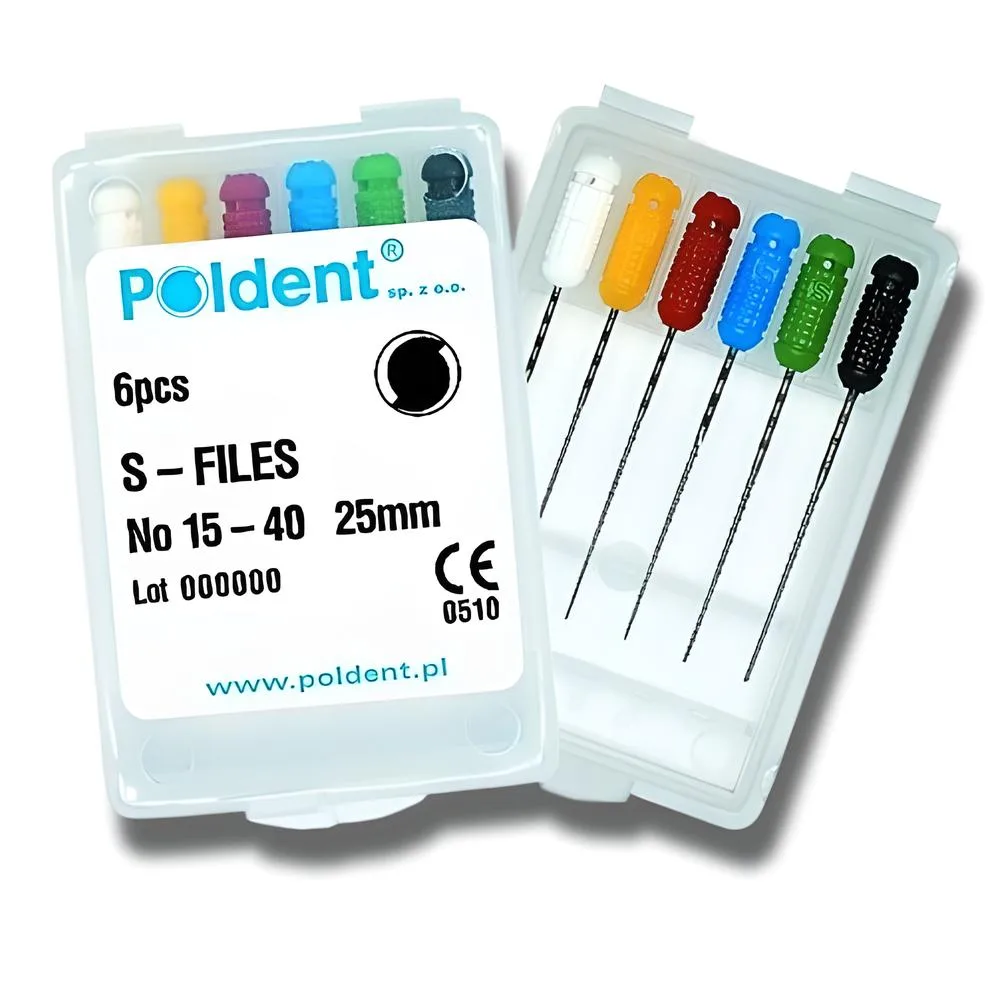 Poldent® sp. z o.o.
6pcs
S – FILES
No 15 – 40 25mm
Lot 000000
CE
0510
www.poldent.pl
S
S